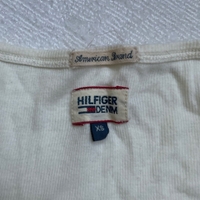 American Brand
HILFIGER
DENIM
XS